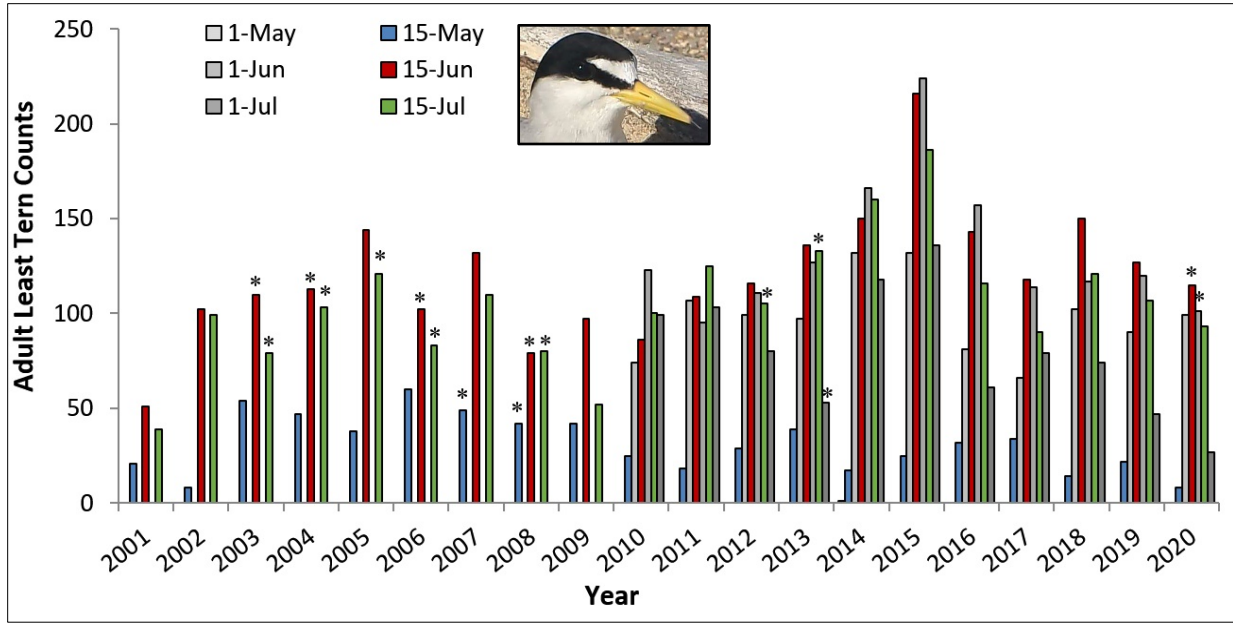 250
200
150
100
50
0
Adult Least Tern Counts
1-May 15-May
1-Jun 15-Jun
1-Jul 15-Jul
* * * * * * * * * * * * * * *
2001 2002 2003 2004 2005 2006 2007 2008 2009 2010 2011 2012 2013 2014 2015 2016 2017 2018 2019 2020
Year